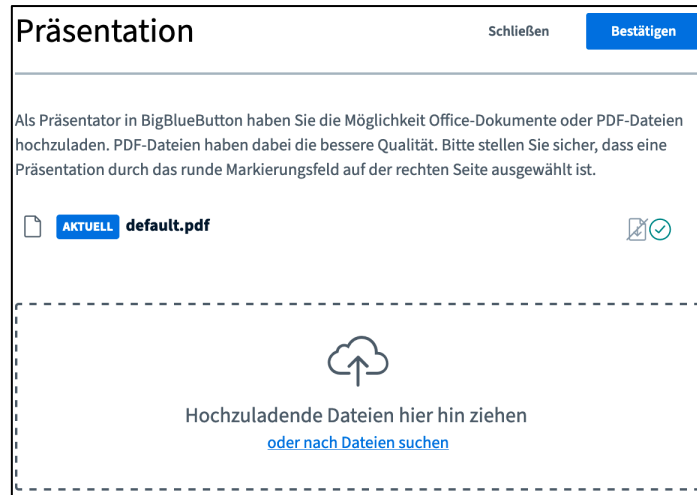 Präsentation
Schließen
Bestätigen
Als Präsentator in BigBlueButton haben Sie die Möglichkeit Office-Dokumente oder PDF-Dateien
hochzuladen. PDF-Dateien haben dabei die bessere Qualität. Bitte stellen Sie sicher, dass eine
Präsentation durch das runde Markierungsfeld auf der rechten Seite ausgewählt ist.
AKTUELL default.pdf
Hochzuladende Dateien hier hin ziehen
oder nach Dateien suchen